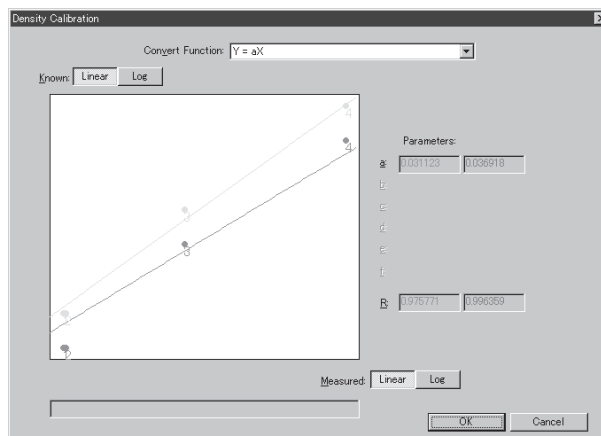 Density Calibration
Convert Function: Y = aX
Known: Linear Log
4
4
3
3
2
Parameters:
a: 0.031123 0.036918
b:
c:
d:
e:
f:
R: 0.975771 0.996359
Measured: Linear Log
OK Cancel